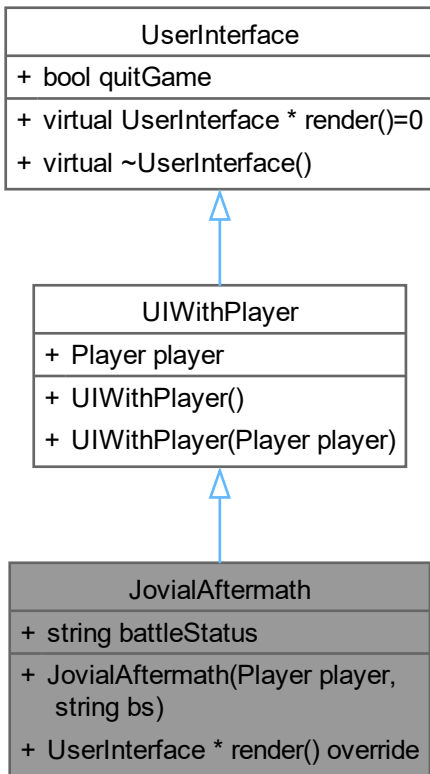 UserInterface
+ bool quitGame
+ virtual UserInterface * render()=0
+ virtual ~UserInterface()
UIWithPlayer
+ Player player
+ UIWithPlayer()
+ UIWithPlayer(Player player)
JovialAftermath
+ string battleStatus
+ JovialAftermath(Player player,
string bs)
+ UserInterface * render() override